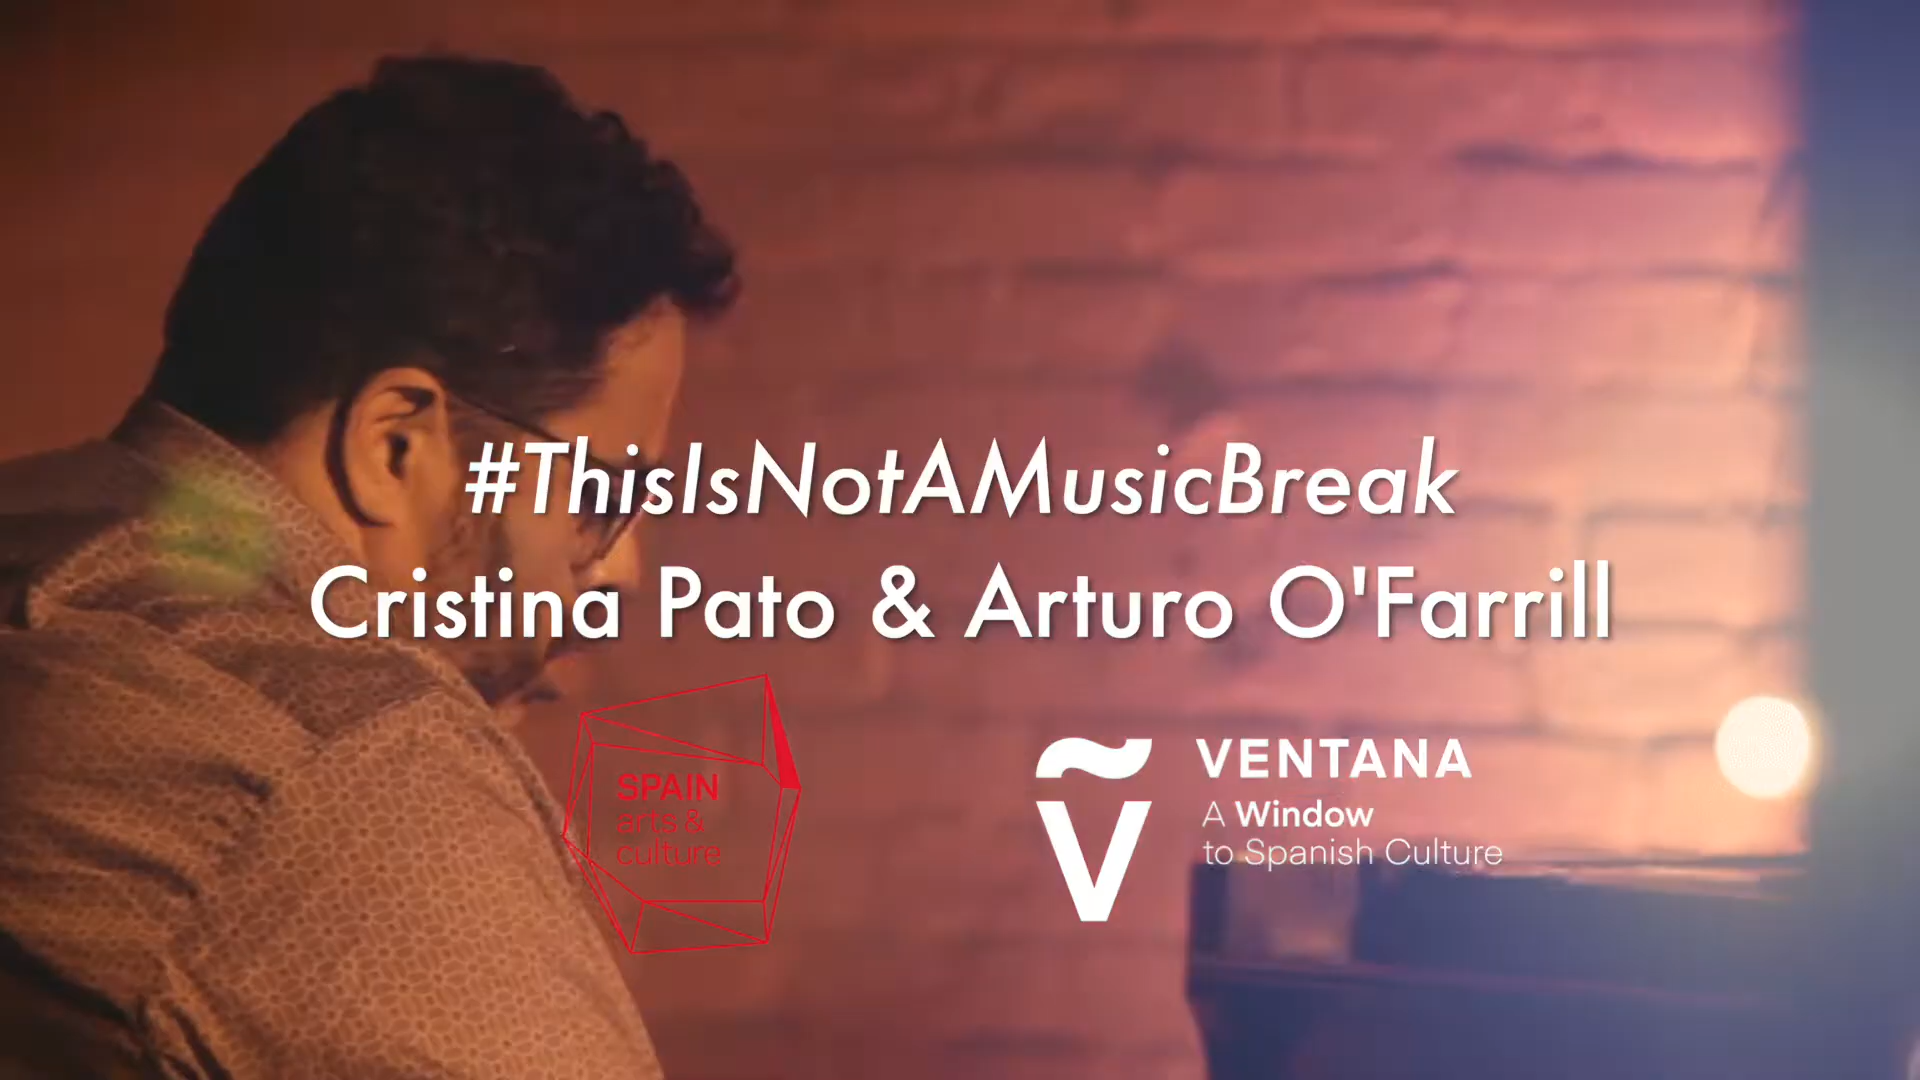 #ThisIsNotAMusicBreak
Cristina Pato & Arturo O'Farrill
SPAIN
arts &
culture
Ṽ
VENTANA
A Window
to Spanish Culture